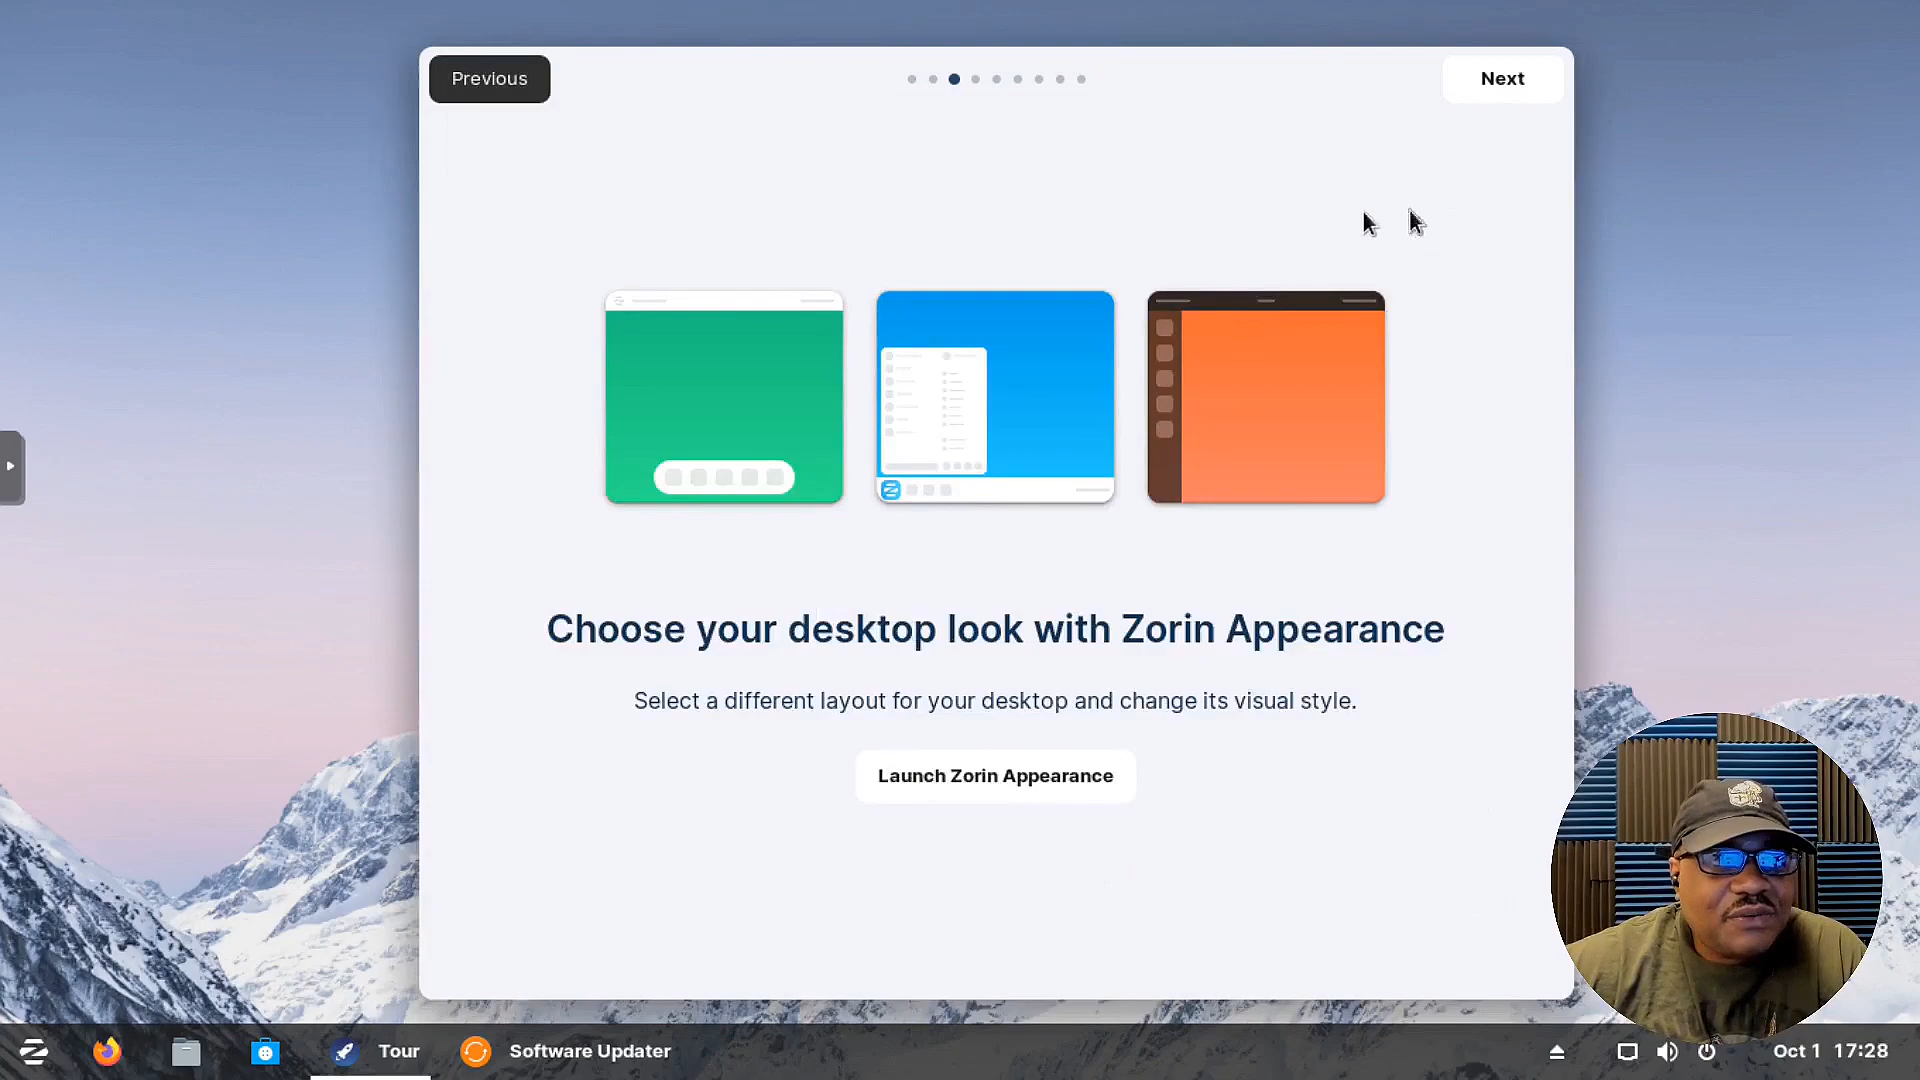 Previous
Next
Choose your desktop look with Zorin Appearance
Select a different layout for your desktop and change its visual style.
Launch Zorin Appearance
Tour
Software Updater
Oct 1 17:28